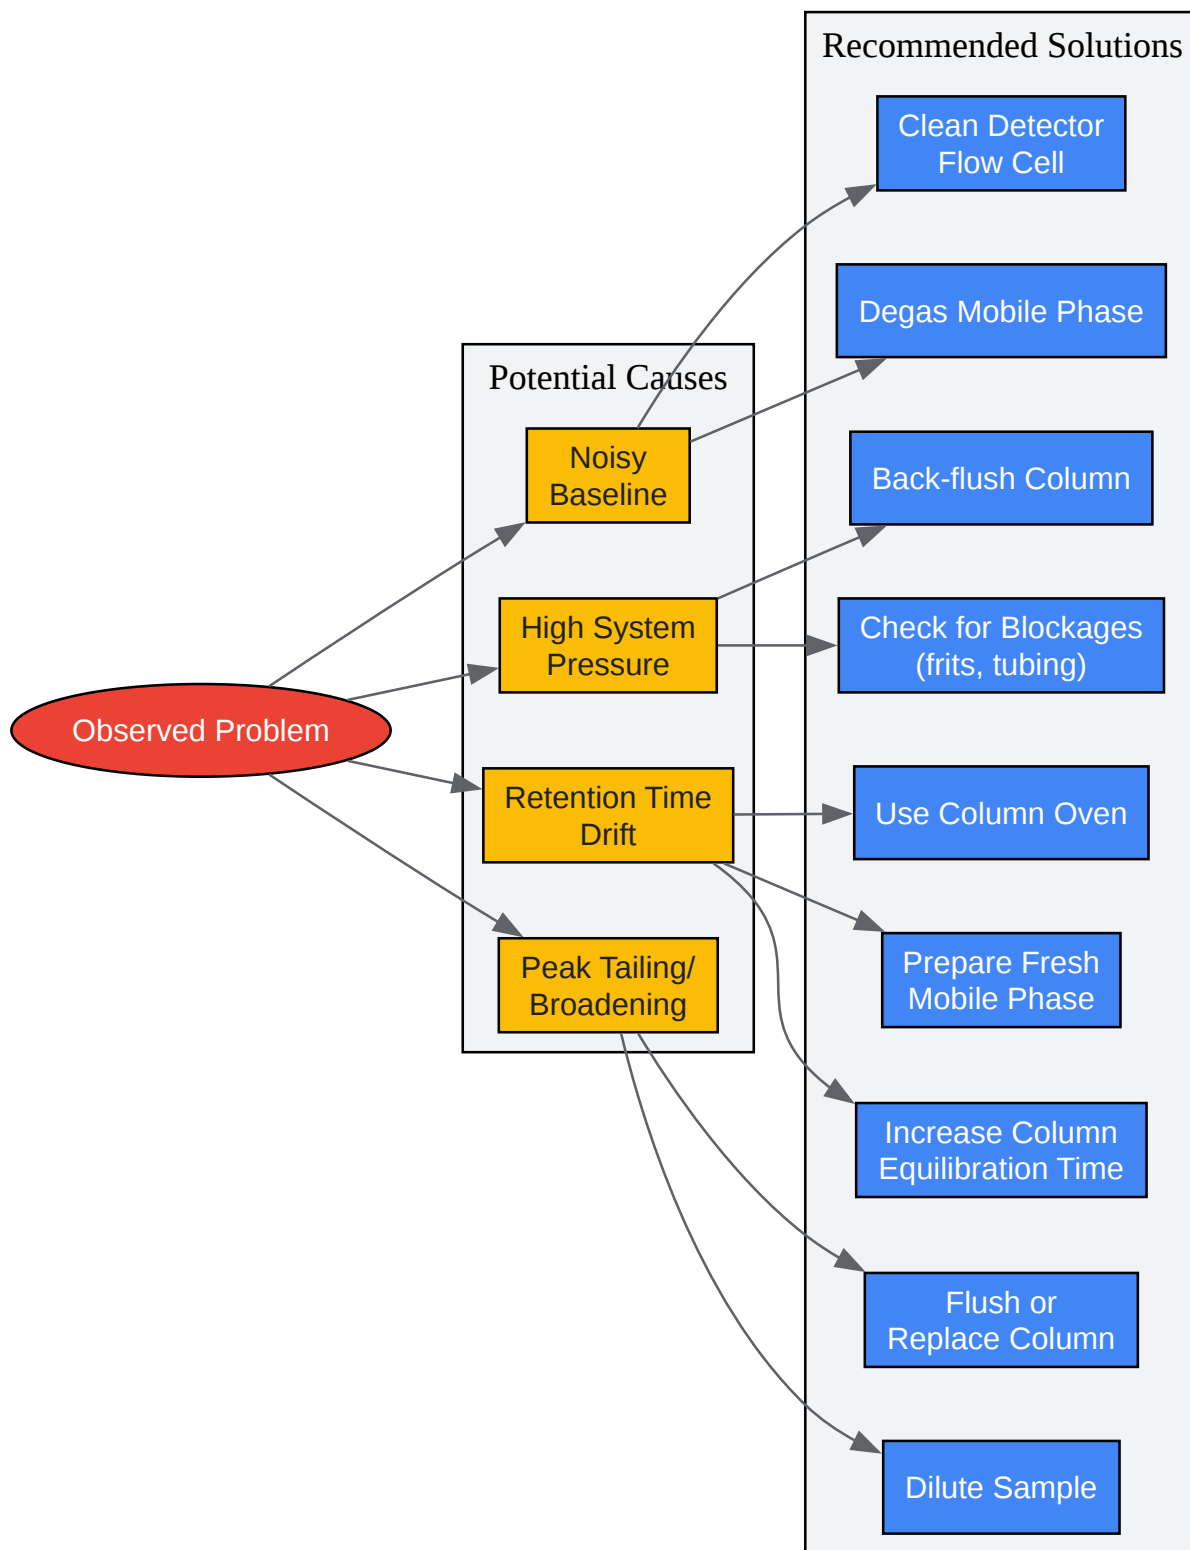 Recommended Solutions
Clean Detector
Flow Cell
Degas Mobile Phase
Potential Causes
Noisy
Baseline
Back-flush Column
High System
Pressure
Check for Blockages
(frits, tubing)
Observed Problem
Retention Time
Drift
Use Column Oven
Peak Tailing/
Broadening
Prepare Fresh
Mobile Phase
Increase Column
Equilibration Time
Flush or
Replace Column
Dilute Sample